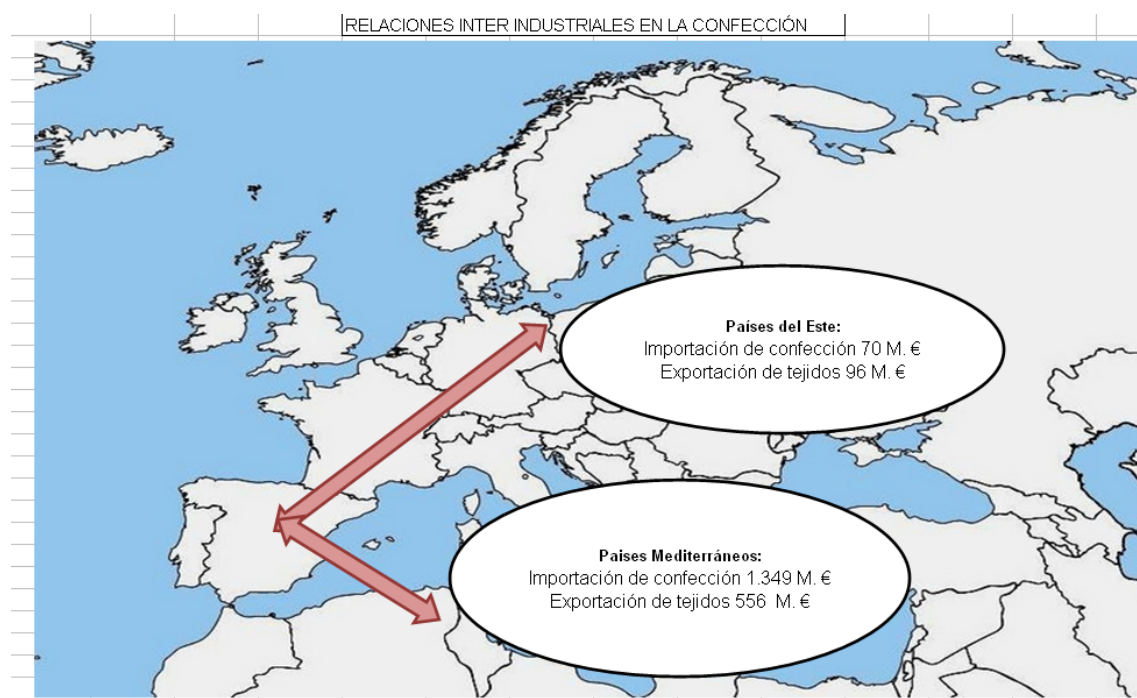 RELACIONES INTER INDUSTRIALES EN LA CONFECCIÓN
Países del Este:
Importación de confección 70 M. €
Exportación de tejidos 96 M. €
Paises Mediterráneos:
Importación de confección 1.349 M. €
Exportación de tejidos 556 M. €